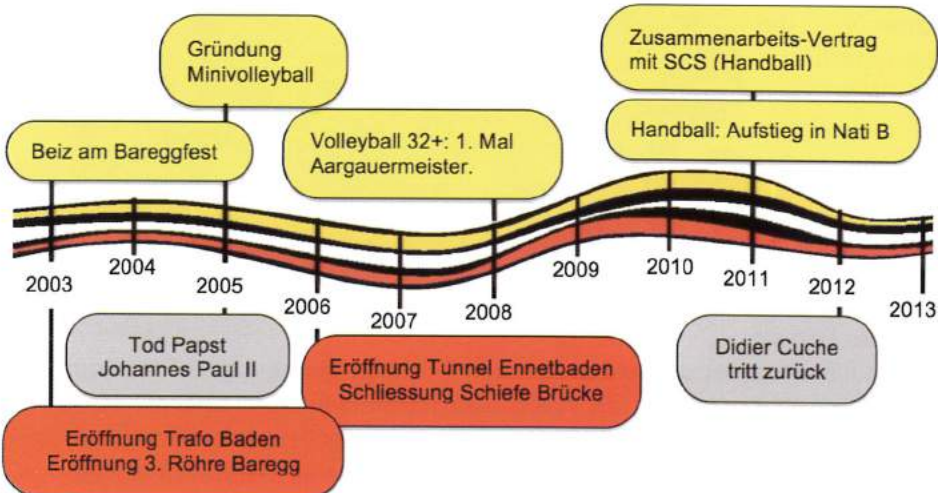 Gründung
Minivolleyball
Zusammenarbeits-Vertrag
mit SCS (Handball)
Beiz am Bareggfest
Volleyball 32+: 1. Mal
Aargauermeister.
Handball: Aufstieg in Nati B
2003
2004
2005
2006
2007
2008
2009
2010
2011
2012
2013
Tod Papst
Johannes Paul II
Eröffnung Tunnel Ennetbaden
Schliessung Schiefe Brücke
Didier Cuche
tritt zurück
Eröffnung Trafo Baden
Eröffnung 3. Röhre Baregg